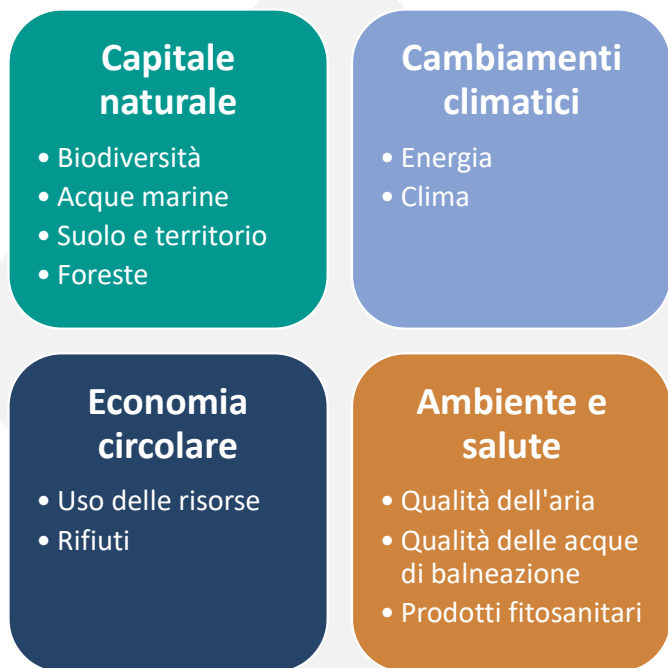 Capitale
naturale
• Biodiversità
• Acque marine
• Suolo e territorio
• Foreste
Cambiamenti
climatici
• Energia
• Clima
Economia
circolare
• Uso delle risorse
• Rifiuti
Ambiente e
salute
• Qualità dell'aria
• Qualità delle acque
di balneazione
• Prodotti fitosanitari